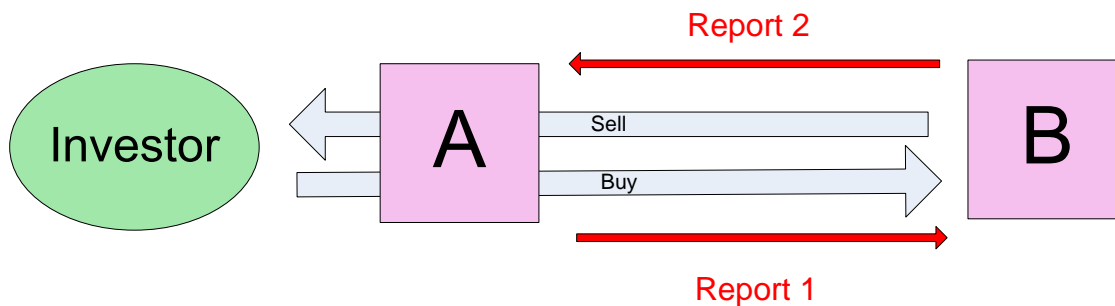 Report 2
Investor
A
Sell
Buy
B
Report 1